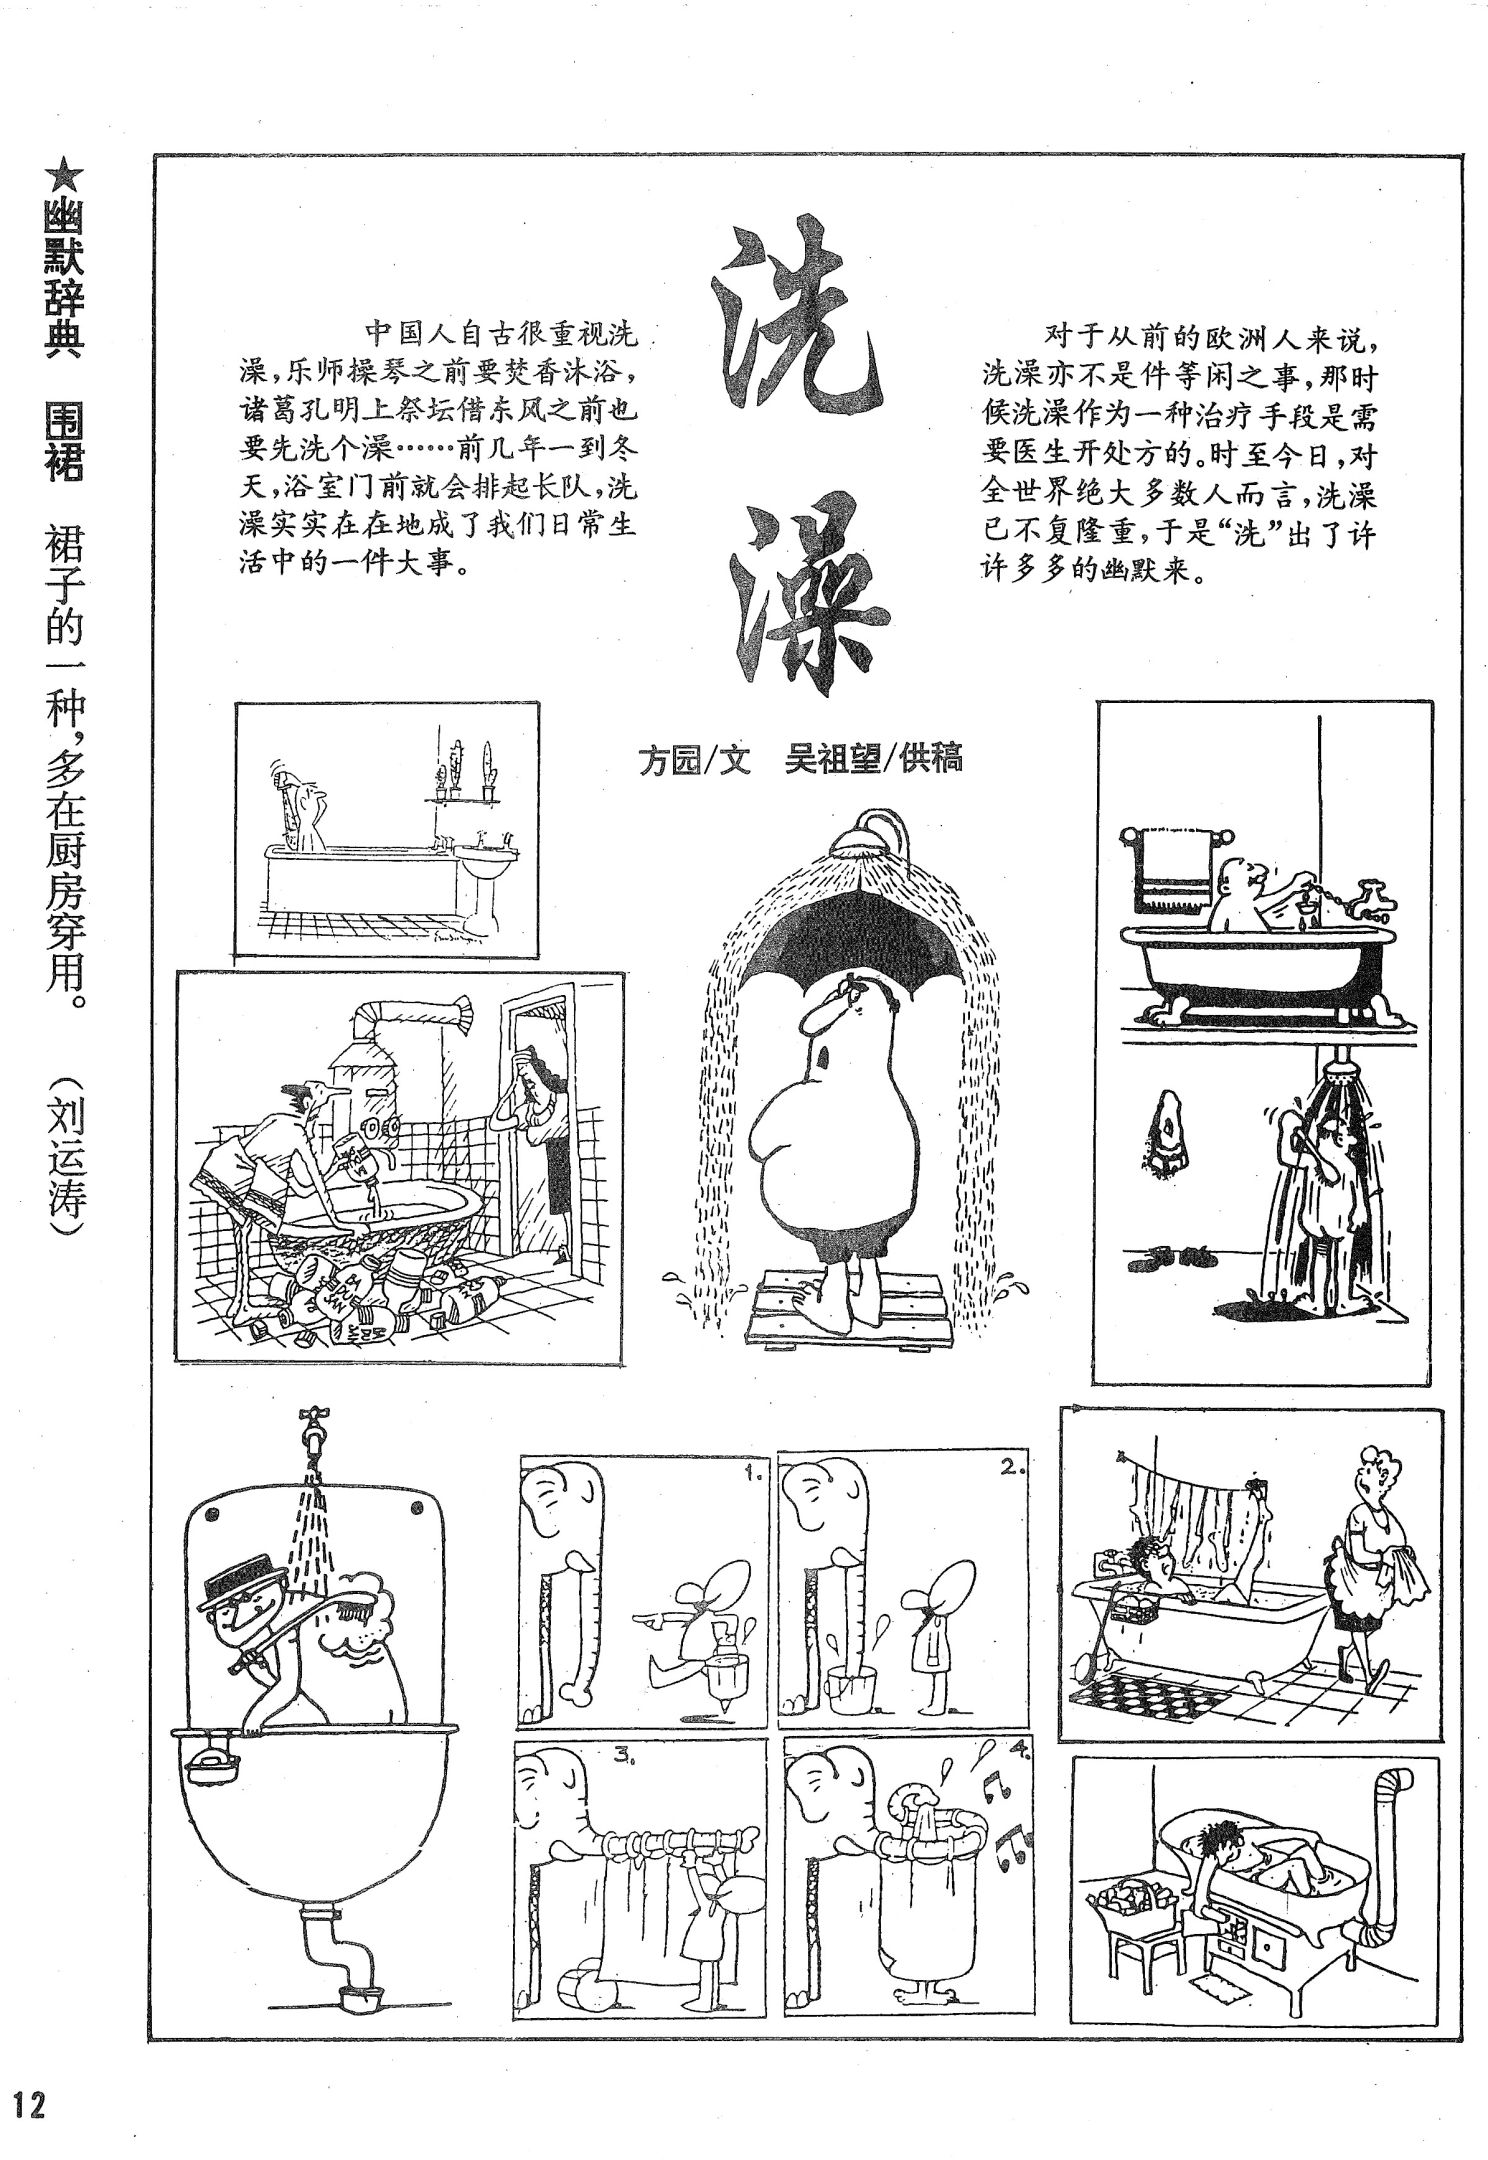 ★幽默辞典 围裙 裙子的一种，多在厨房穿用。 （刘运涛）
洗澡
中国人自古很重视洗
澡，乐师操琴之前要焚香沐浴，
诸葛孔明上祭坛借东风之前也
要先洗个澡……前几年一到冬
天，浴室门前就会排起长队，洗
澡实实在在地成了我们日常生
活中的一件大事。
对于从前的欧洲人来说，
洗澡亦不是件等闲之事，那时
候洗澡作为一种治疗手段是需
要医生开处方的。时至今日，对
全世界绝大多数人而言，洗澡
已不复隆重，于是“洗”出了许
许多多的幽默来。
方园/文 吴祖望/供稿
BA
DU
SAN
1.
2.
3.
4.
12